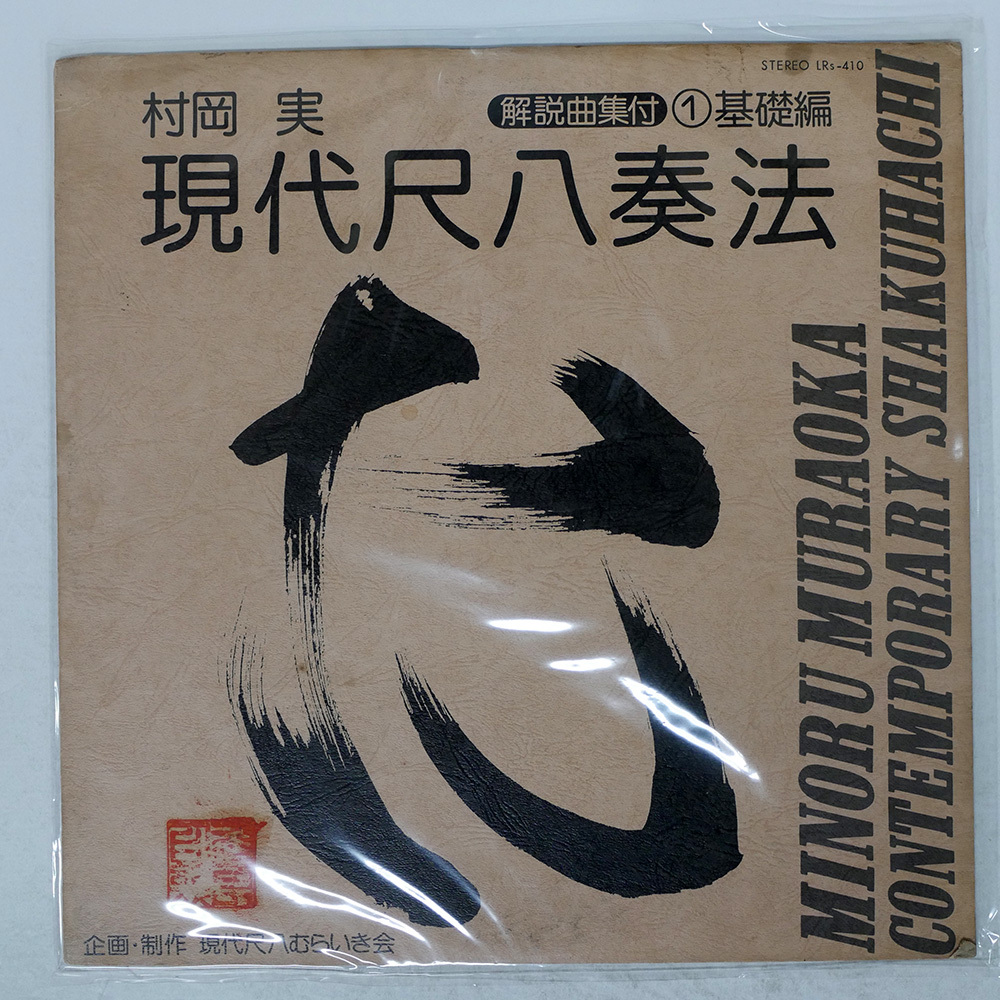 STEREO LRs-410
村岡 実
解説曲集付 ①基礎編
現代尺八奏法
MINORU MURAOKA
CONTEMPORARY SHAKUHACHI
企画・制作 現代尺八むらいき会